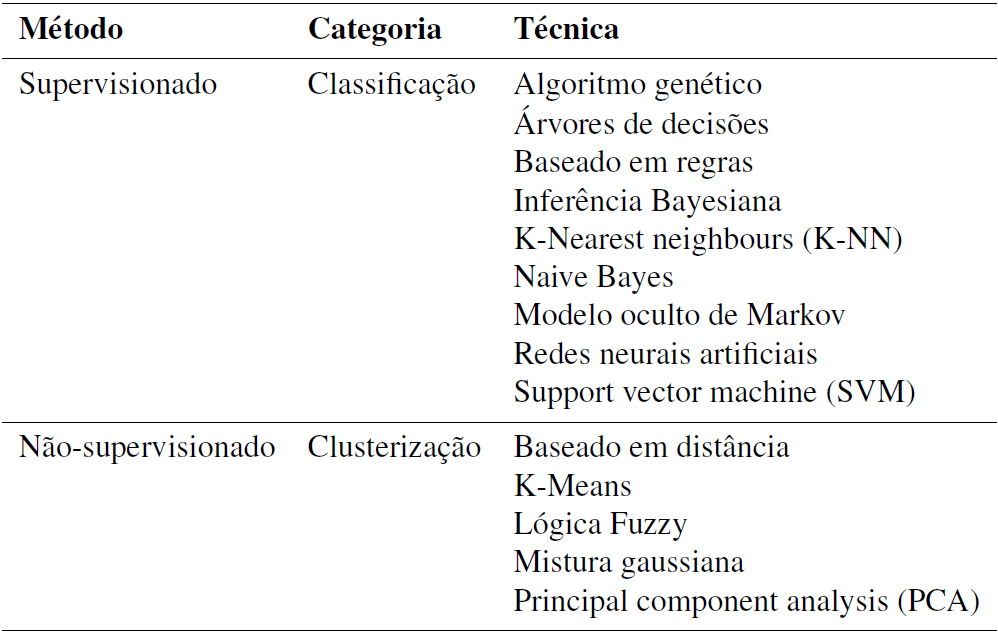 Método Categoria Técnica
Supervisionado Classificação Algoritmo genético
Árvores de decisões
Baseado em regras
Inferência Bayesiana
K-Nearest neighbours (K-NN)
Naive Bayes
Modelo oculto de Markov
Redes neurais artificiais
Support vector machine (SVM)
Não-supervisionado Clusterização Baseado em distância
K-Means
Lógica Fuzzy
Mistura gaussiana
Principal component analysis (PCA)